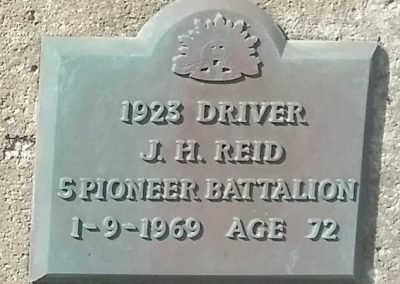 1923 DRIVER
J. H. REID
5 PIONEER BATTALION
1-9-1969 AGE 72